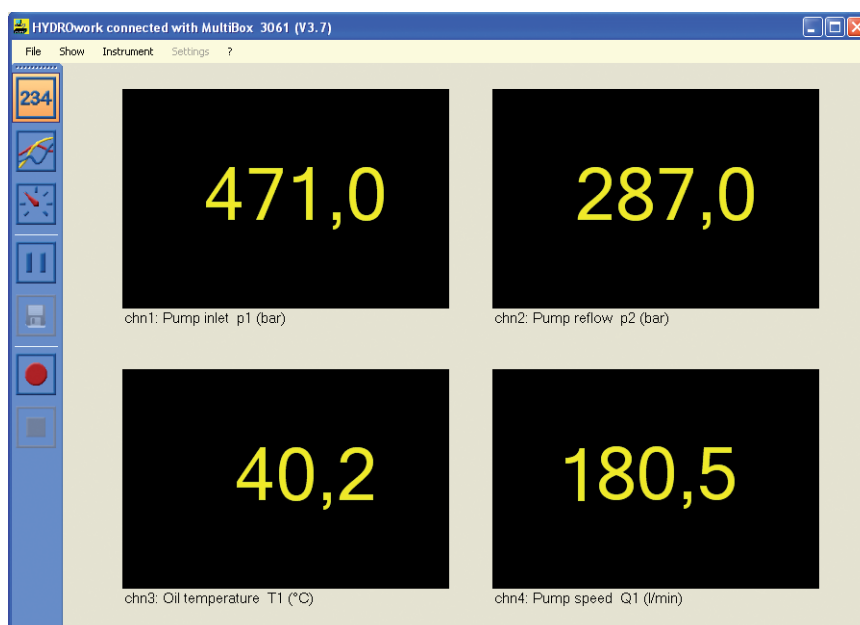 HYDROwork connected with MultiBox 3061 (V3.7)
File Show Instrument Settings ?
234
471,0
287,0
chn1: Pump inlet p1 (bar)
chn2: Pump reflow p2 (bar)
40,2
180,5
chn3: Oil temperature T1 (°C)
chn4: Pump speed Q1 (l/min)